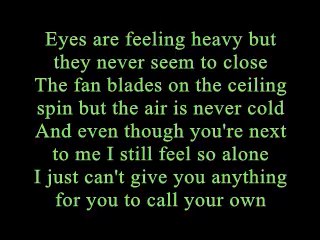 Eyes are feeling heavy but
they never seem to close
The fan blades on the ceiling
spin but the air is never cold
And even though you're next
to me I still feel so alone
I just can't give you anything
for you to call your own